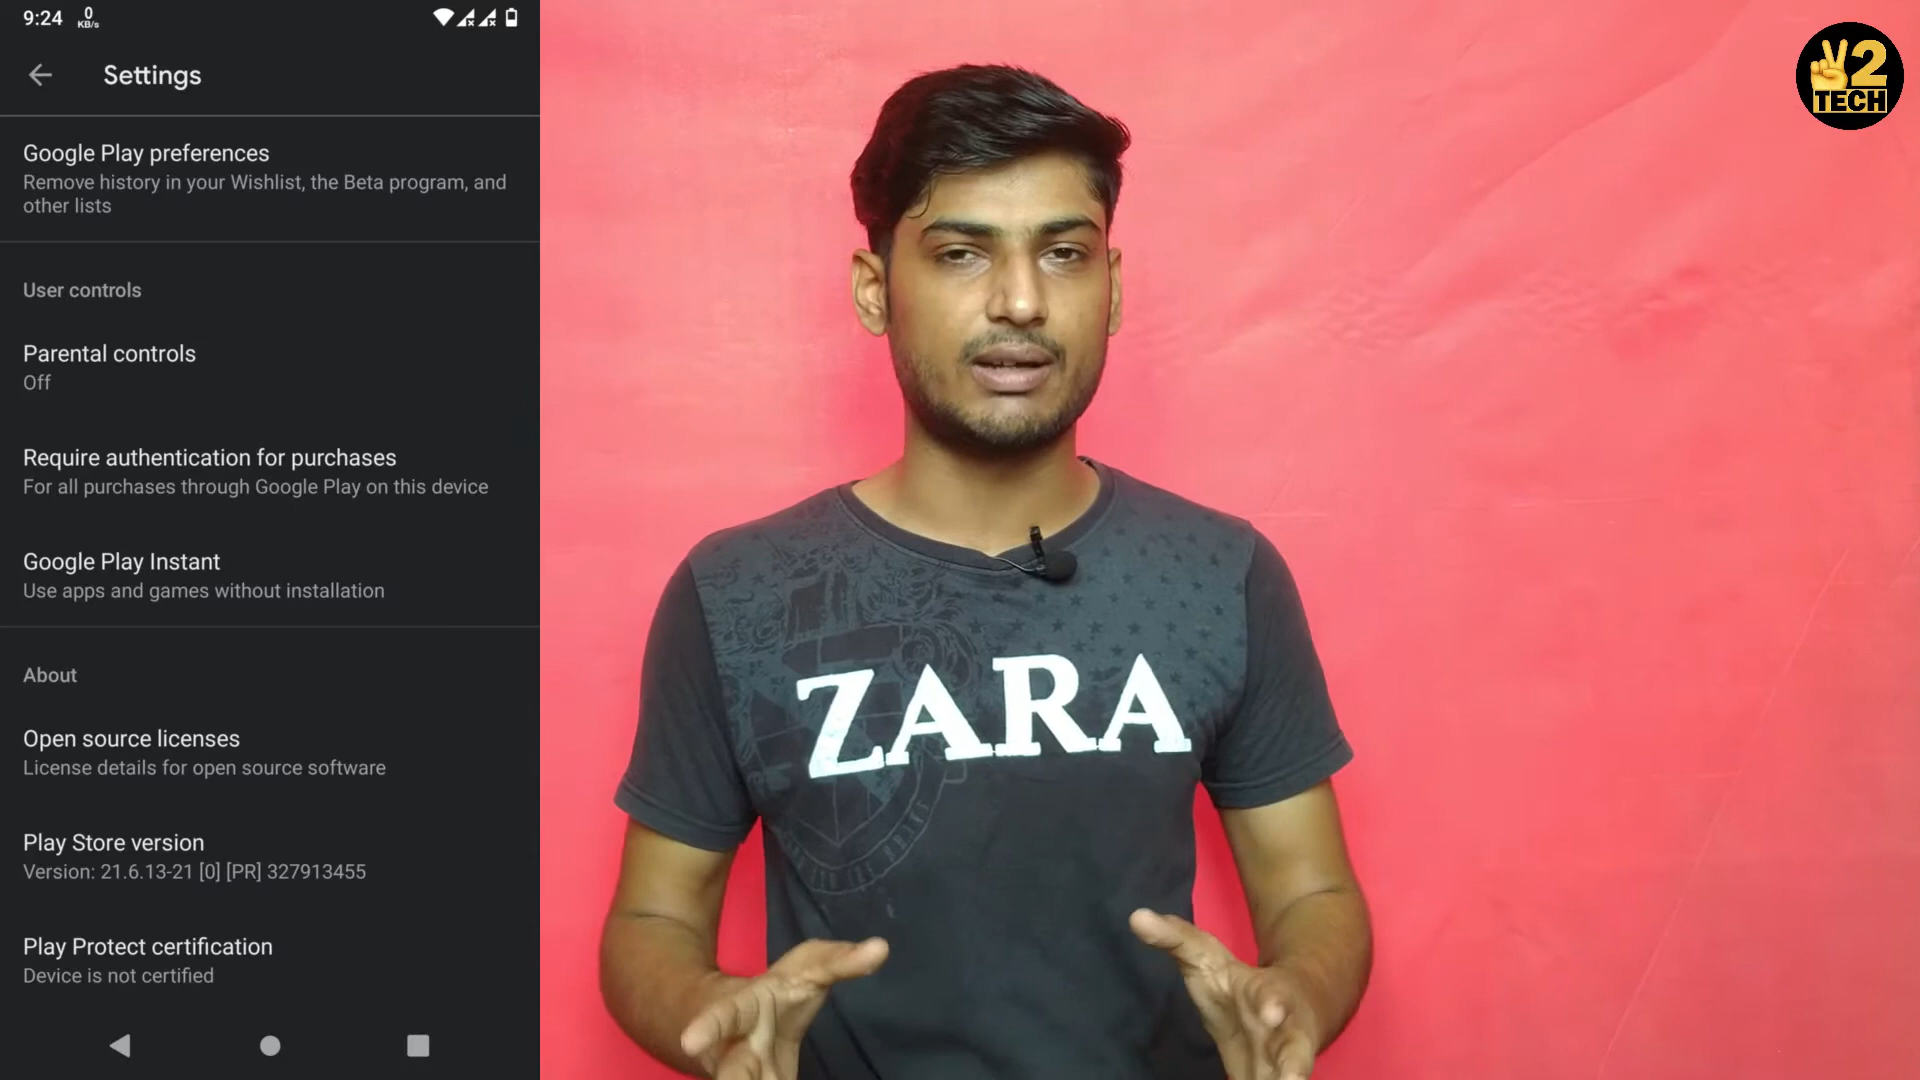 9:24
0
KB/s
Settings
Google Play preferences
Remove history in your Wishlist, the Beta program, and
other lists
User controls
Parental controls
Off
Require authentication for purchases
For all purchases through Google Play on this device
Google Play Instant
Use apps and games without installation
About
Open source licenses
License details for open source software
Play Store version
Version: 21.6.13-21 [0] [PR] 327913455
Play Protect certification
Device is not certified
2
TECH
ZARA